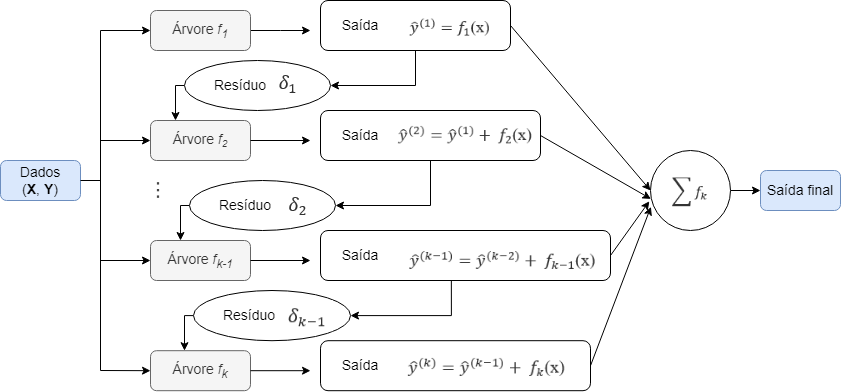 Árvore f₁
Saída ŷ⁽¹⁾ = f₁(x)
Resíduo δ₁
Árvore f₂
Saída ŷ⁽²⁾ = ŷ⁽¹⁾ + f₂(x)
Dados
(X, Y)
⋮
Resíduo δ₂
∑ fₖ
Saída final
Árvore fₖ₋₁
Saída ŷ⁽ᵏ⁻¹⁾ = ŷ⁽ᵏ⁻²⁾ + fₖ₋₁(x)
Resíduo δₖ₋₁
Árvore fₖ
Saída ŷ⁽ᵏ⁾ = ŷ⁽ᵏ⁻¹⁾ + fₖ(x)